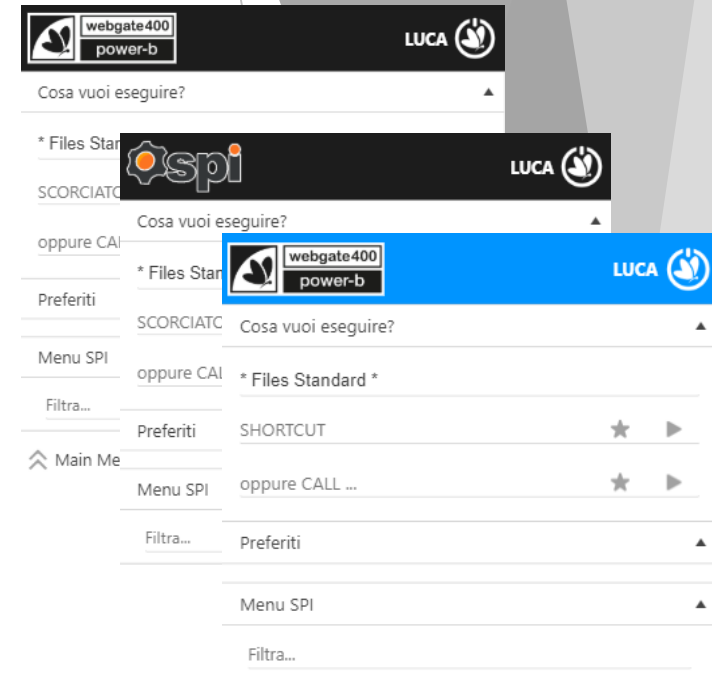 webgate400
power-b
LUCA
Cosa vuoi eseguire?
* Files Star
SCORCIATO
oppure CAL
Preferiti
Menu SPI
Filtra...
Main Me
spi
LUCA
Cosa vuoi eseguire?
* Files Stan
SCORCIATO
oppure CAL
Preferiti
Menu SPI
Filtra...
webgate400
power-b
LUCA
Cosa vuoi eseguire?
* Files Standard *
SHORTCUT
oppure CALL ...
Preferiti
Menu SPI
Filtra...